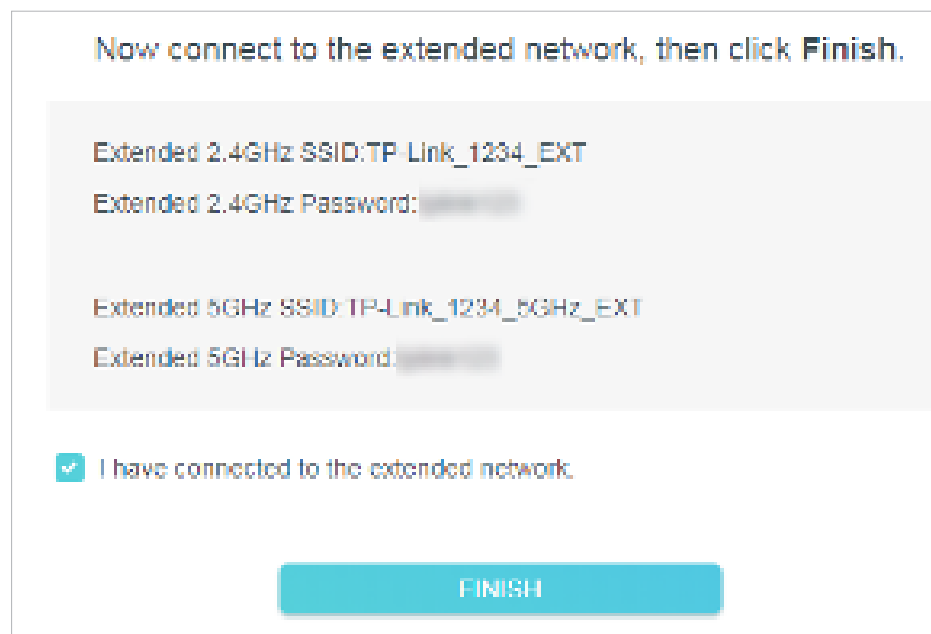 Now connect to the extended network, then click Finish.
Extended 2.4GHz SSID:TP-Link_1234_EXT
Extended 2.4GHz Password:
Extended 5GHz SSID:TP-Link_1234_5GHz_EXT
Extended 5GHz Password:
I have connected to the extended network.
FINISH